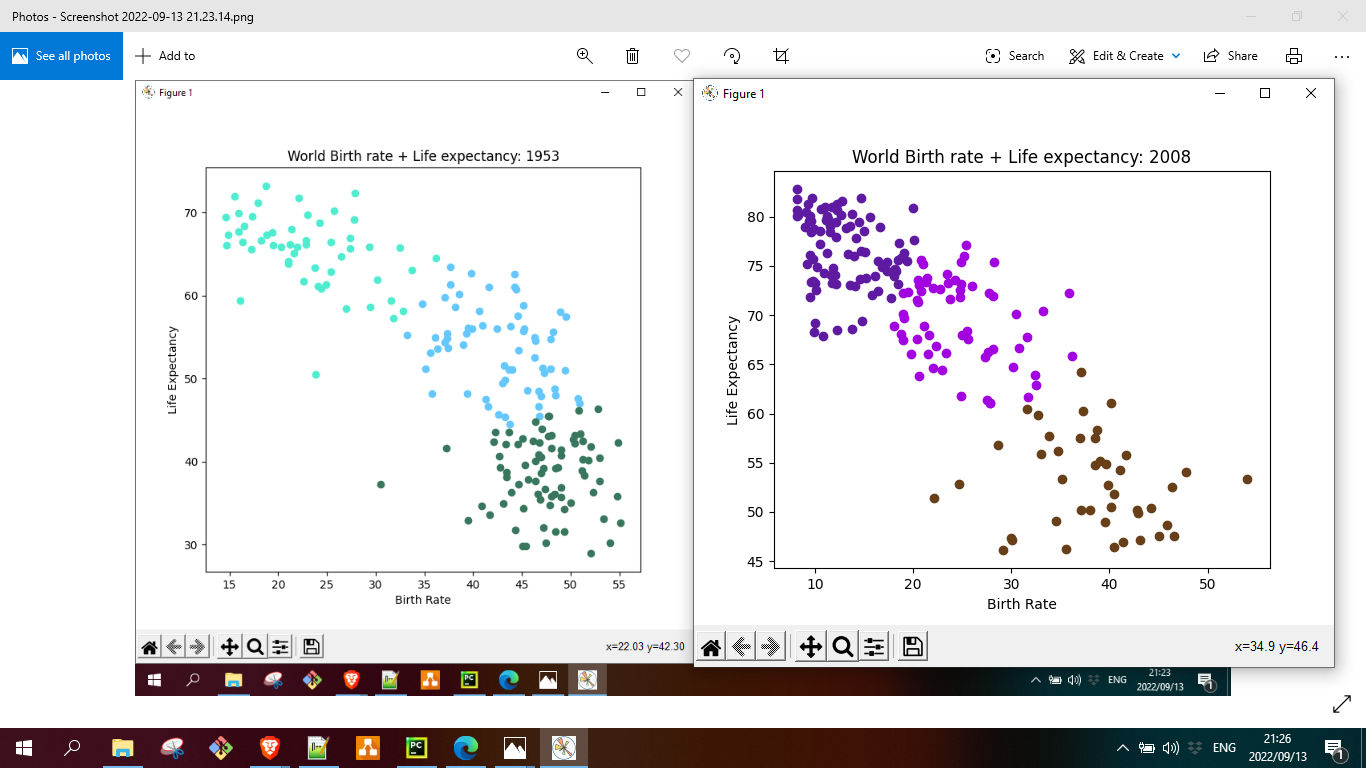 Photos - Screenshot 2022-09-13 21.23.14.png
See all photos
Add to
Search
Edit & Create
Share
Figure 1
World Birth rate + Life expectancy: 1953
Life Expectancy
70
60
50
40
30
15 20 25 30 35 40 45 50 55
Birth Rate
x=22.03 y=42.30
Figure 1
World Birth rate + Life expectancy: 2008
Life Expectancy
80
75
70
65
60
55
50
45
10 20 30 40 50
Birth Rate
x=34.9 y=46.4
PC
ENG
21:23
2022/09/13
1
PC
ENG
21:26
2022/09/13
1